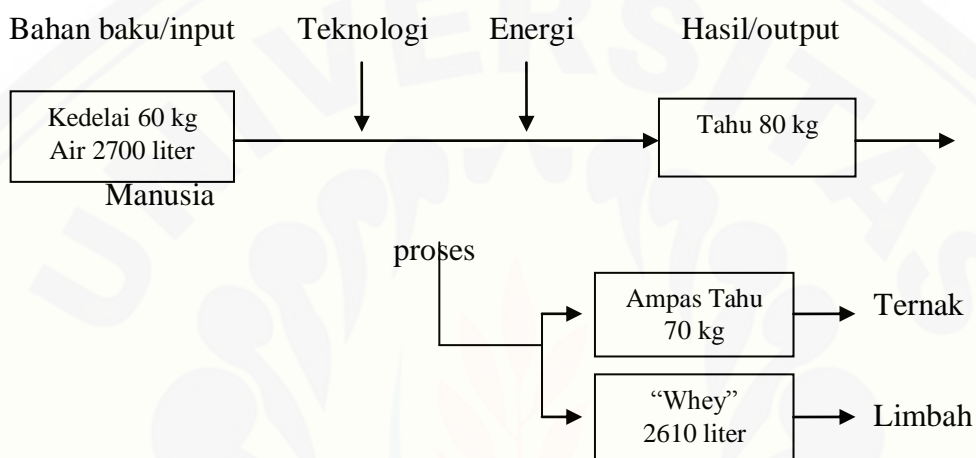 Bahan baku/input Teknologi Energi Hasil/output
Kedelai 60 kg
Air 2700 liter
Tahu 80 kg
Manusia
proses
Ampas Tahu
70 kg
Ternak
“Whey”
2610 liter
Limbah
UNIVERSITAS